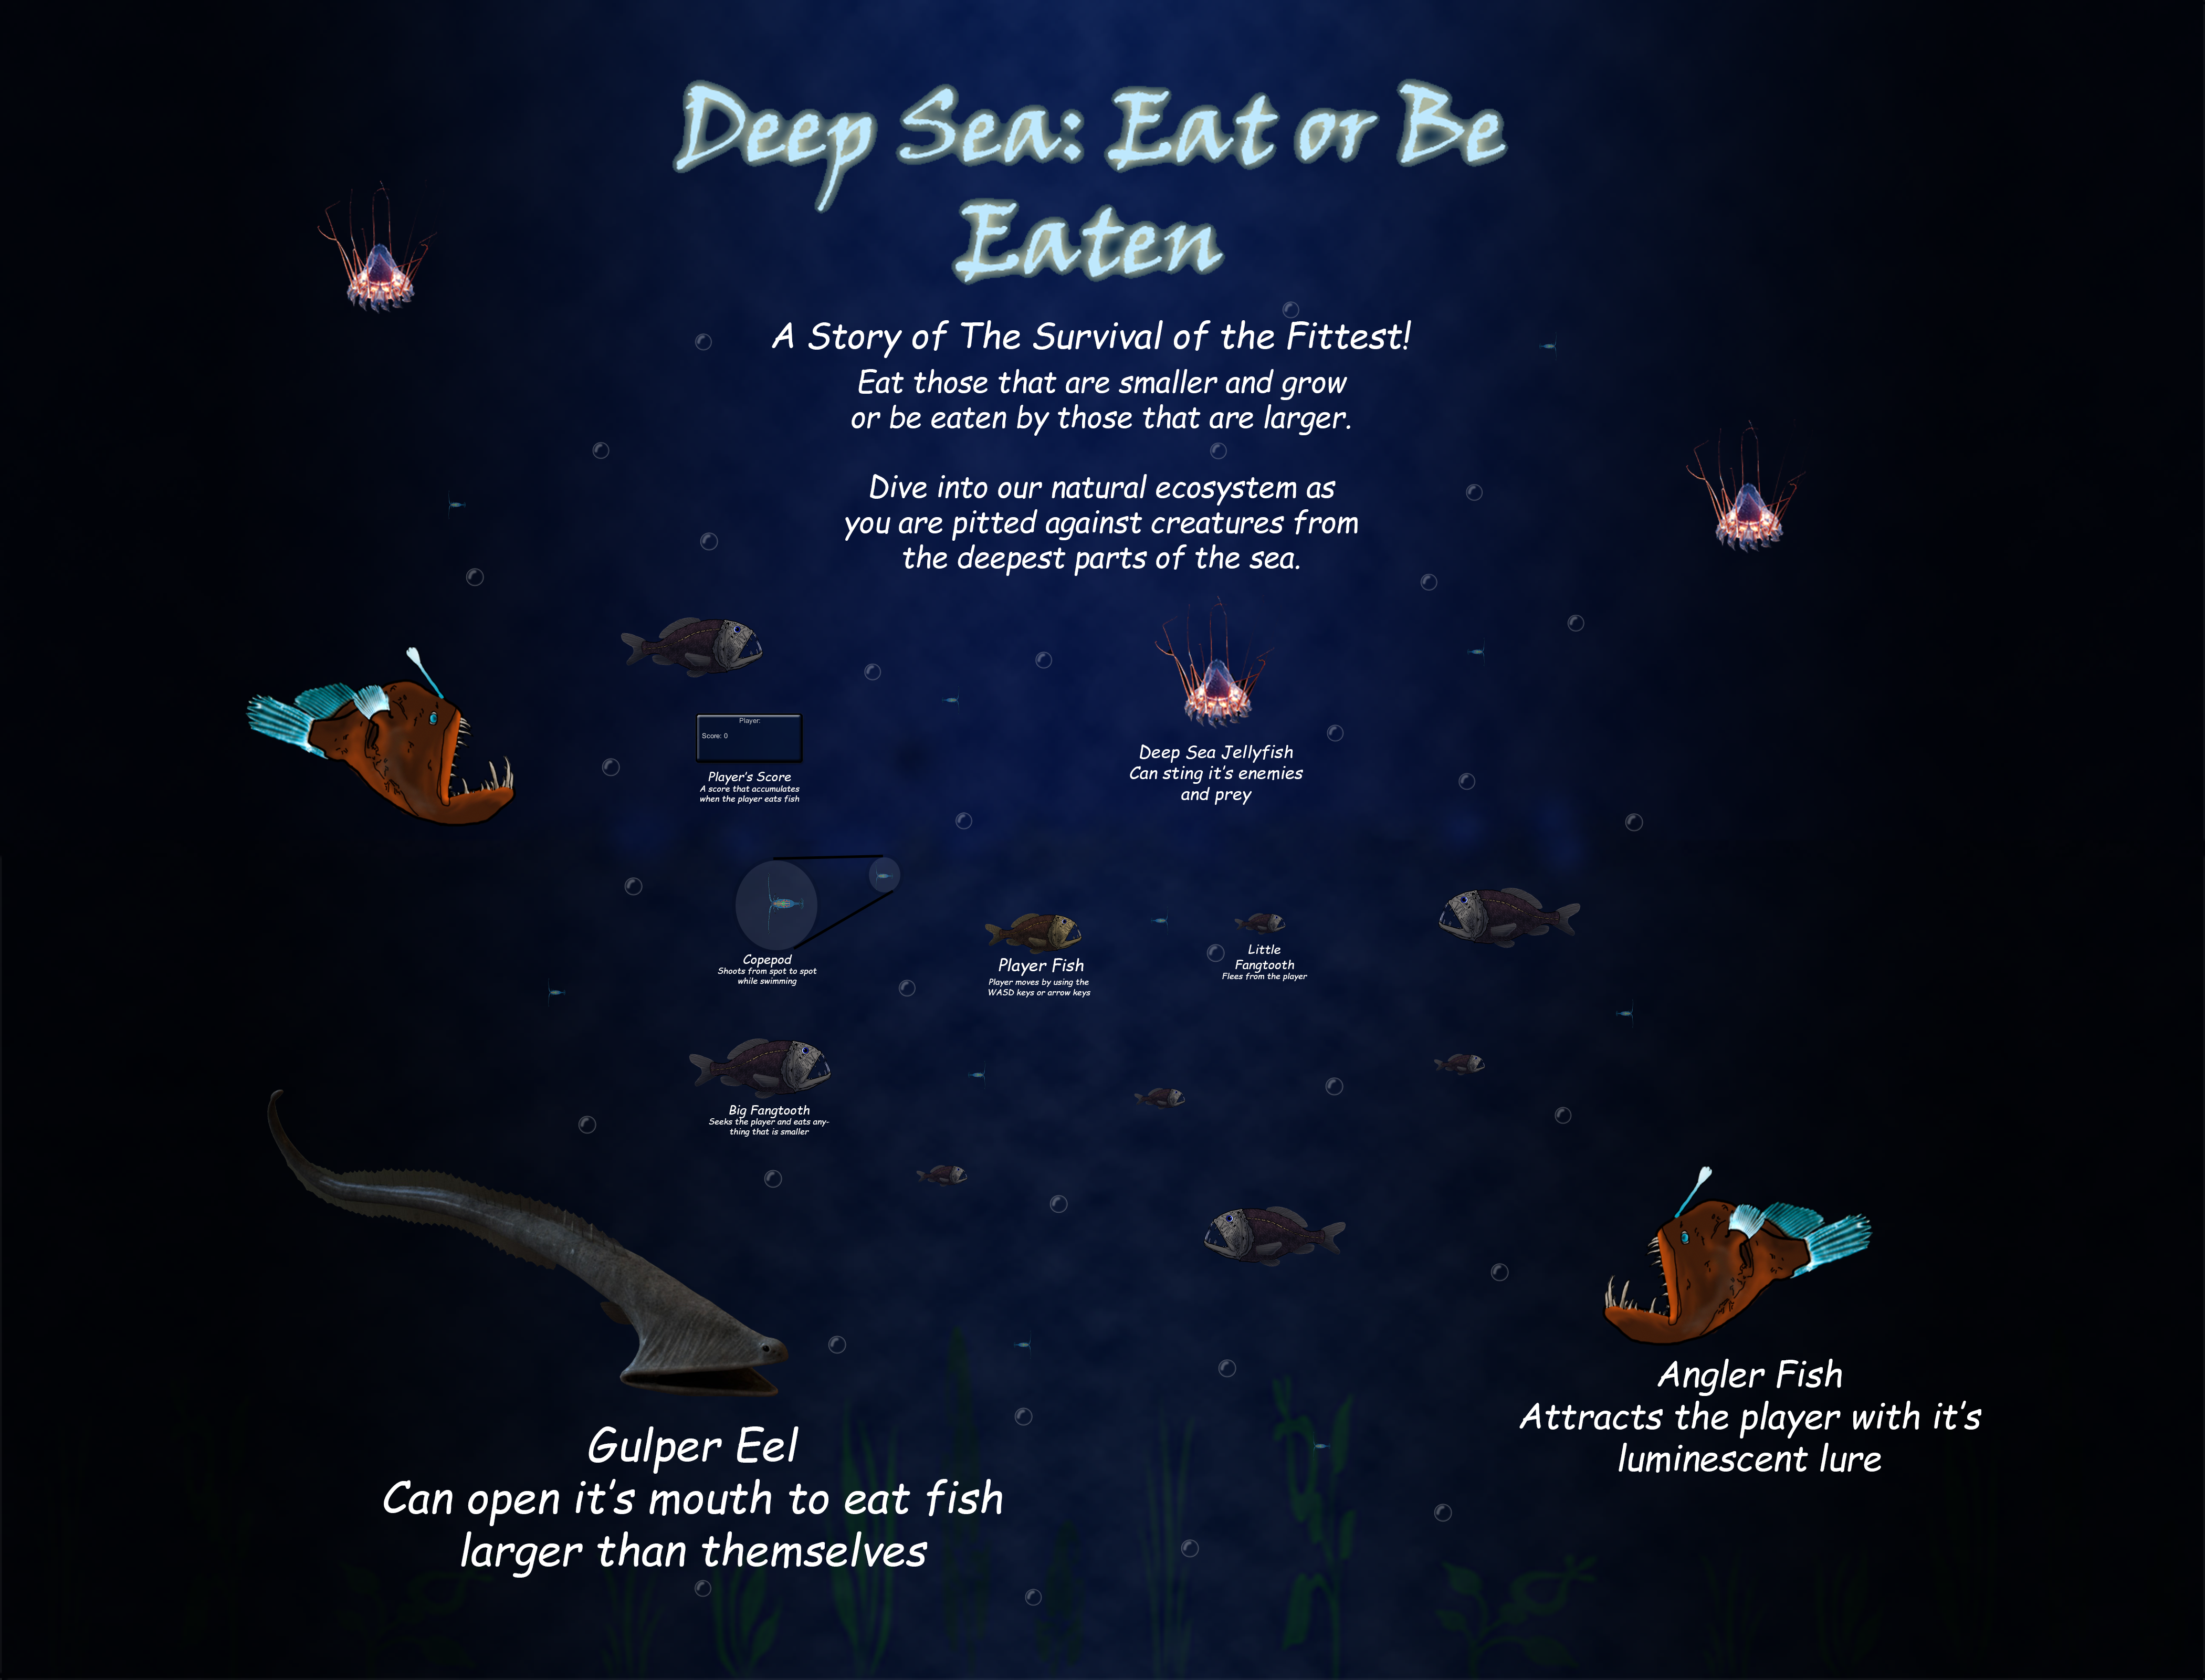 Deep Sea: Eat or Be
Eaten
A Story of The Survival of the Fittest!
Eat those that are smaller and grow
or be eaten by those that are larger.
Dive into our natural ecosystem as
you are pitted against creatures from
the deepest parts of the sea.
Player:
Score: 0
Player's Score
A score that accumulates
when the player eats fish
Deep Sea Jellyfish
Can sting it's enemies
and prey
Copepod
Shoots from spot to spot
while swimming
Player Fish
Player moves by using the
WASD keys or arrow keys
Little
Fangtooth
Flees from the player
Big Fangtooth
Seeks the player and eats any-
thing that is smaller
Gulper Eel
Can open it's mouth to eat fish
larger than themselves
Angler Fish
Attracts the player with it's
luminescent lure